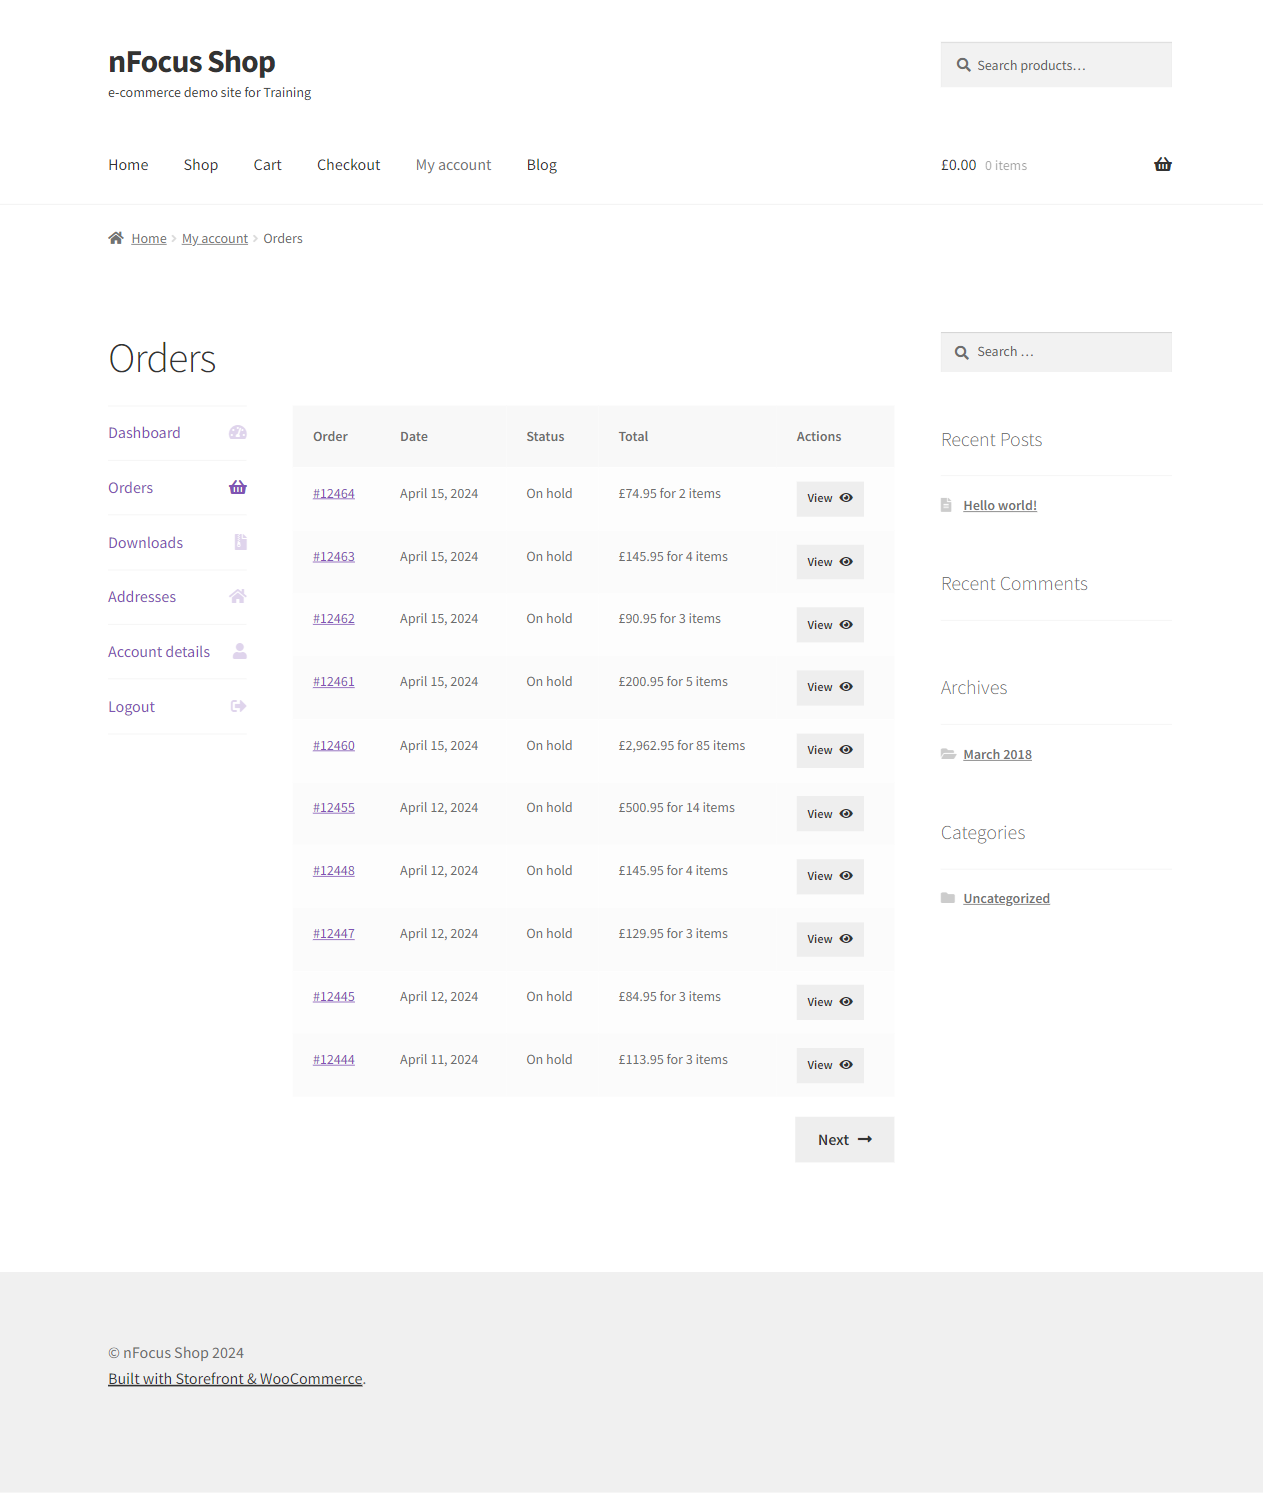 nFocus Shop
e-commerce demo site for Training
Search products…
Home Shop Cart Checkout My account Blog
£0.00 0 items
Home My account Orders
Orders
Dashboard
Orders
Downloads
Addresses
Account details
Logout
Order Date Status Total Actions
#12464 April 15, 2024 On hold £74.95 for 2 items View
#12463 April 15, 2024 On hold £145.95 for 4 items View
#12462 April 15, 2024 On hold £90.95 for 3 items View
#12461 April 15, 2024 On hold £200.95 for 5 items View
#12460 April 15, 2024 On hold £2,962.95 for 85 items View
#12455 April 12, 2024 On hold £500.95 for 14 items View
#12448 April 12, 2024 On hold £145.95 for 4 items View
#12447 April 12, 2024 On hold £129.95 for 3 items View
#12445 April 12, 2024 On hold £84.95 for 3 items View
#12444 April 11, 2024 On hold £113.95 for 3 items View
Next
Search …
Recent Posts
Hello world!
Recent Comments
Archives
March 2018
Categories
Uncategorized
© nFocus Shop 2024
Built with Storefront & WooCommerce.